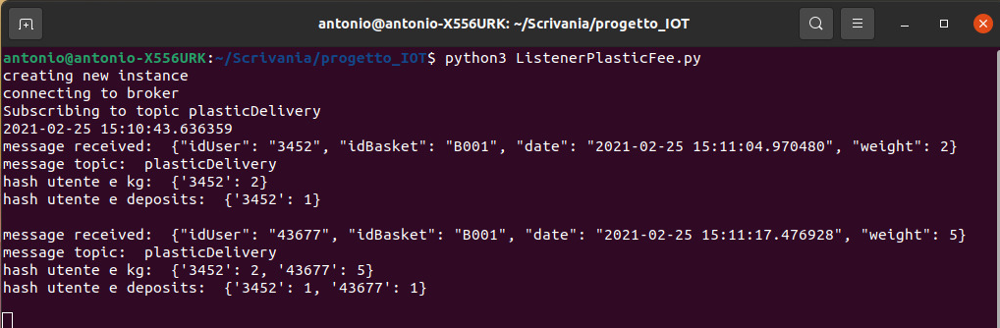 antonio@antonio-X556URK: ~/Scrivania/progetto_IOT
antonio@antonio-X556URK:~/Scrivania/progetto_IOT$ python3 ListenerPlasticFee.py
creating new instance
connecting to broker
Subscribing to topic plasticDelivery
2021-02-25 15:10:43.636359
message received:  {"idUser": "3452", "idBasket": "B001", "date": "2021-02-25 15:11:04.970480", "weight": 2}
message topic:  plasticDelivery
hash utente e kg:  {'3452': 2}
hash utente e deposits:  {'3452': 1}
message received:  {"idUser": "43677", "idBasket": "B001", "date": "2021-02-25 15:11:17.476928", "weight": 5}
message topic:  plasticDelivery
hash utente e kg:  {'3452': 2, '43677': 5}
hash utente e deposits:  {'3452': 1, '43677': 1}